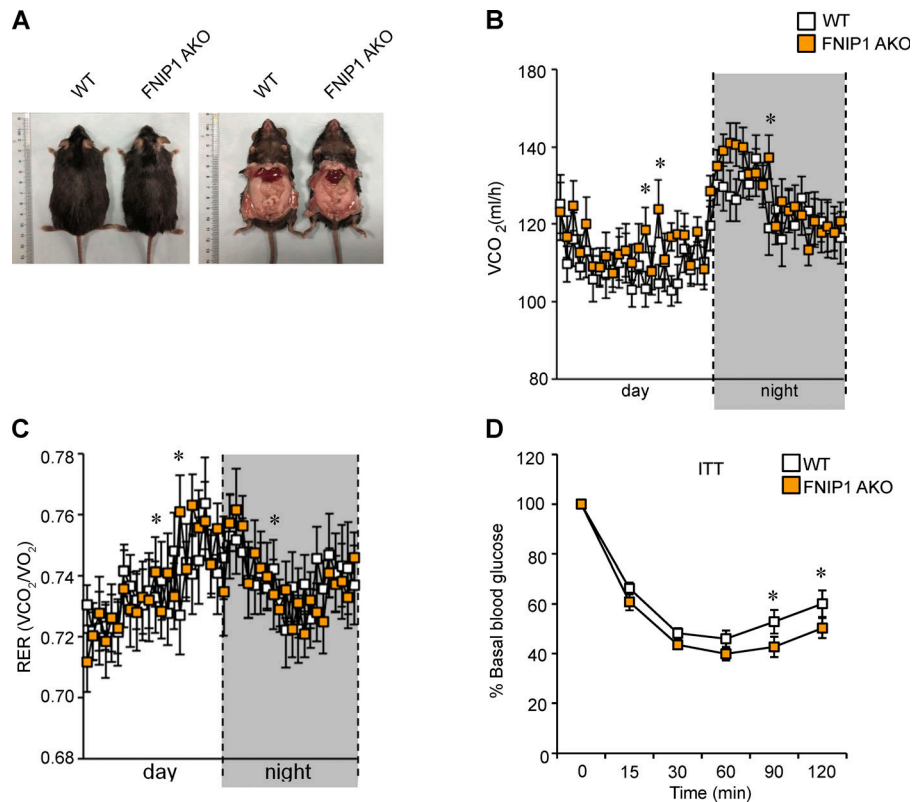 A
WT
FNIP1 AKO
WT
FNIP1 AKO
B
WT
FNIP1 AKO
VCO2(ml/h)
180
160
140
120
100
80
*
*
*
day
night
C
RER (VCO2/VO2)
0.78
0.76
0.74
0.72
0.70
0.68
*
*
*
day
night
D
ITT
WT
FNIP1 AKO
% Basal blood glucose
120
100
80
60
40
20
0
*
*
0 15 30 60 90 120
Time (min)